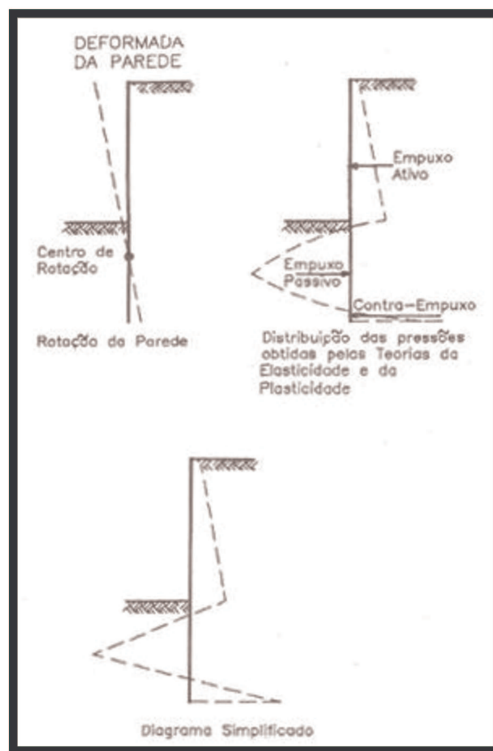 DEFORMADA
DA PAREDE
Empuxo
Ativo
Centro de
Rotação
Empuxo
Passivo
Contra-Empuxo
Rotação da Parede
Distribuição das pressões
obtidas pelas Teorias da
Elasticidade e da
Plasticidade
Diagrama Simplificado